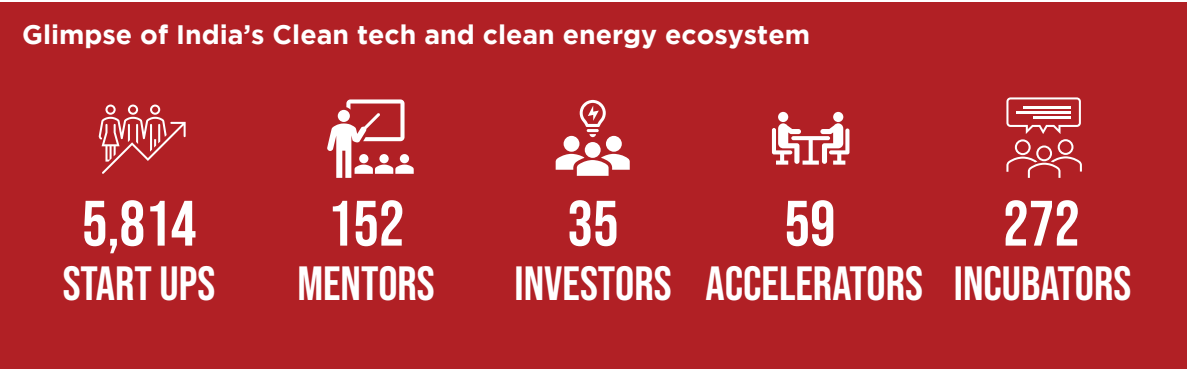 Glimpse of India’s Clean tech and clean energy ecosystem
5,814
START UPS
152
MENTORS
35
INVESTORS
59
ACCELERATORS
272
INCUBATORS